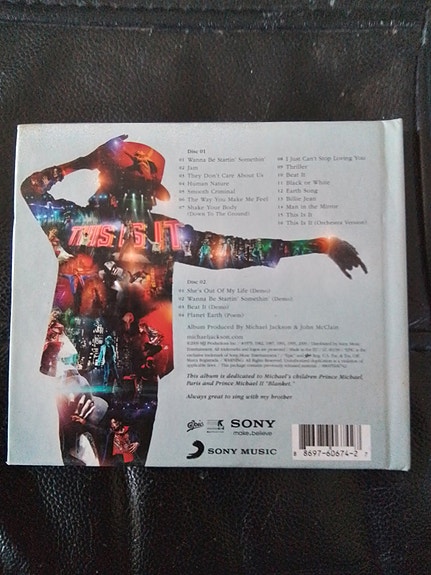 THIS IS IT
Disc 01
01 Wanna Be Startin' Somethin'
02 Jam
03 They Don't Care About Us
04 Human Nature
05 Smooth Criminal
06 The Way You Make Me Feel
07 Shake Your Body
(Down To The Ground)
08 I Just Can't Stop Loving You
09 Thriller
10 Beat It
11 Black or White
12 Earth Song
13 Billie Jean
14 Man in the Mirror
15 This Is It
16 This Is It (Orchestra Version)
Disc 02
01 She's Out Of My Life (Demo)
02 Wanna Be Startin' Somethin' (Demo)
03 Beat It (Demo)
04 Planet Earth (Poem)
Album Produced By Michael Jackson & John McClain
michaeljackson.com
This album is dedicated to Michael's children Prince Michael,
Paris and Prince Michael II "Blanket."
Always great to sing with my brother
Epic
SONY
make.believe
SONY MUSIC
8 8697-60674-2 7